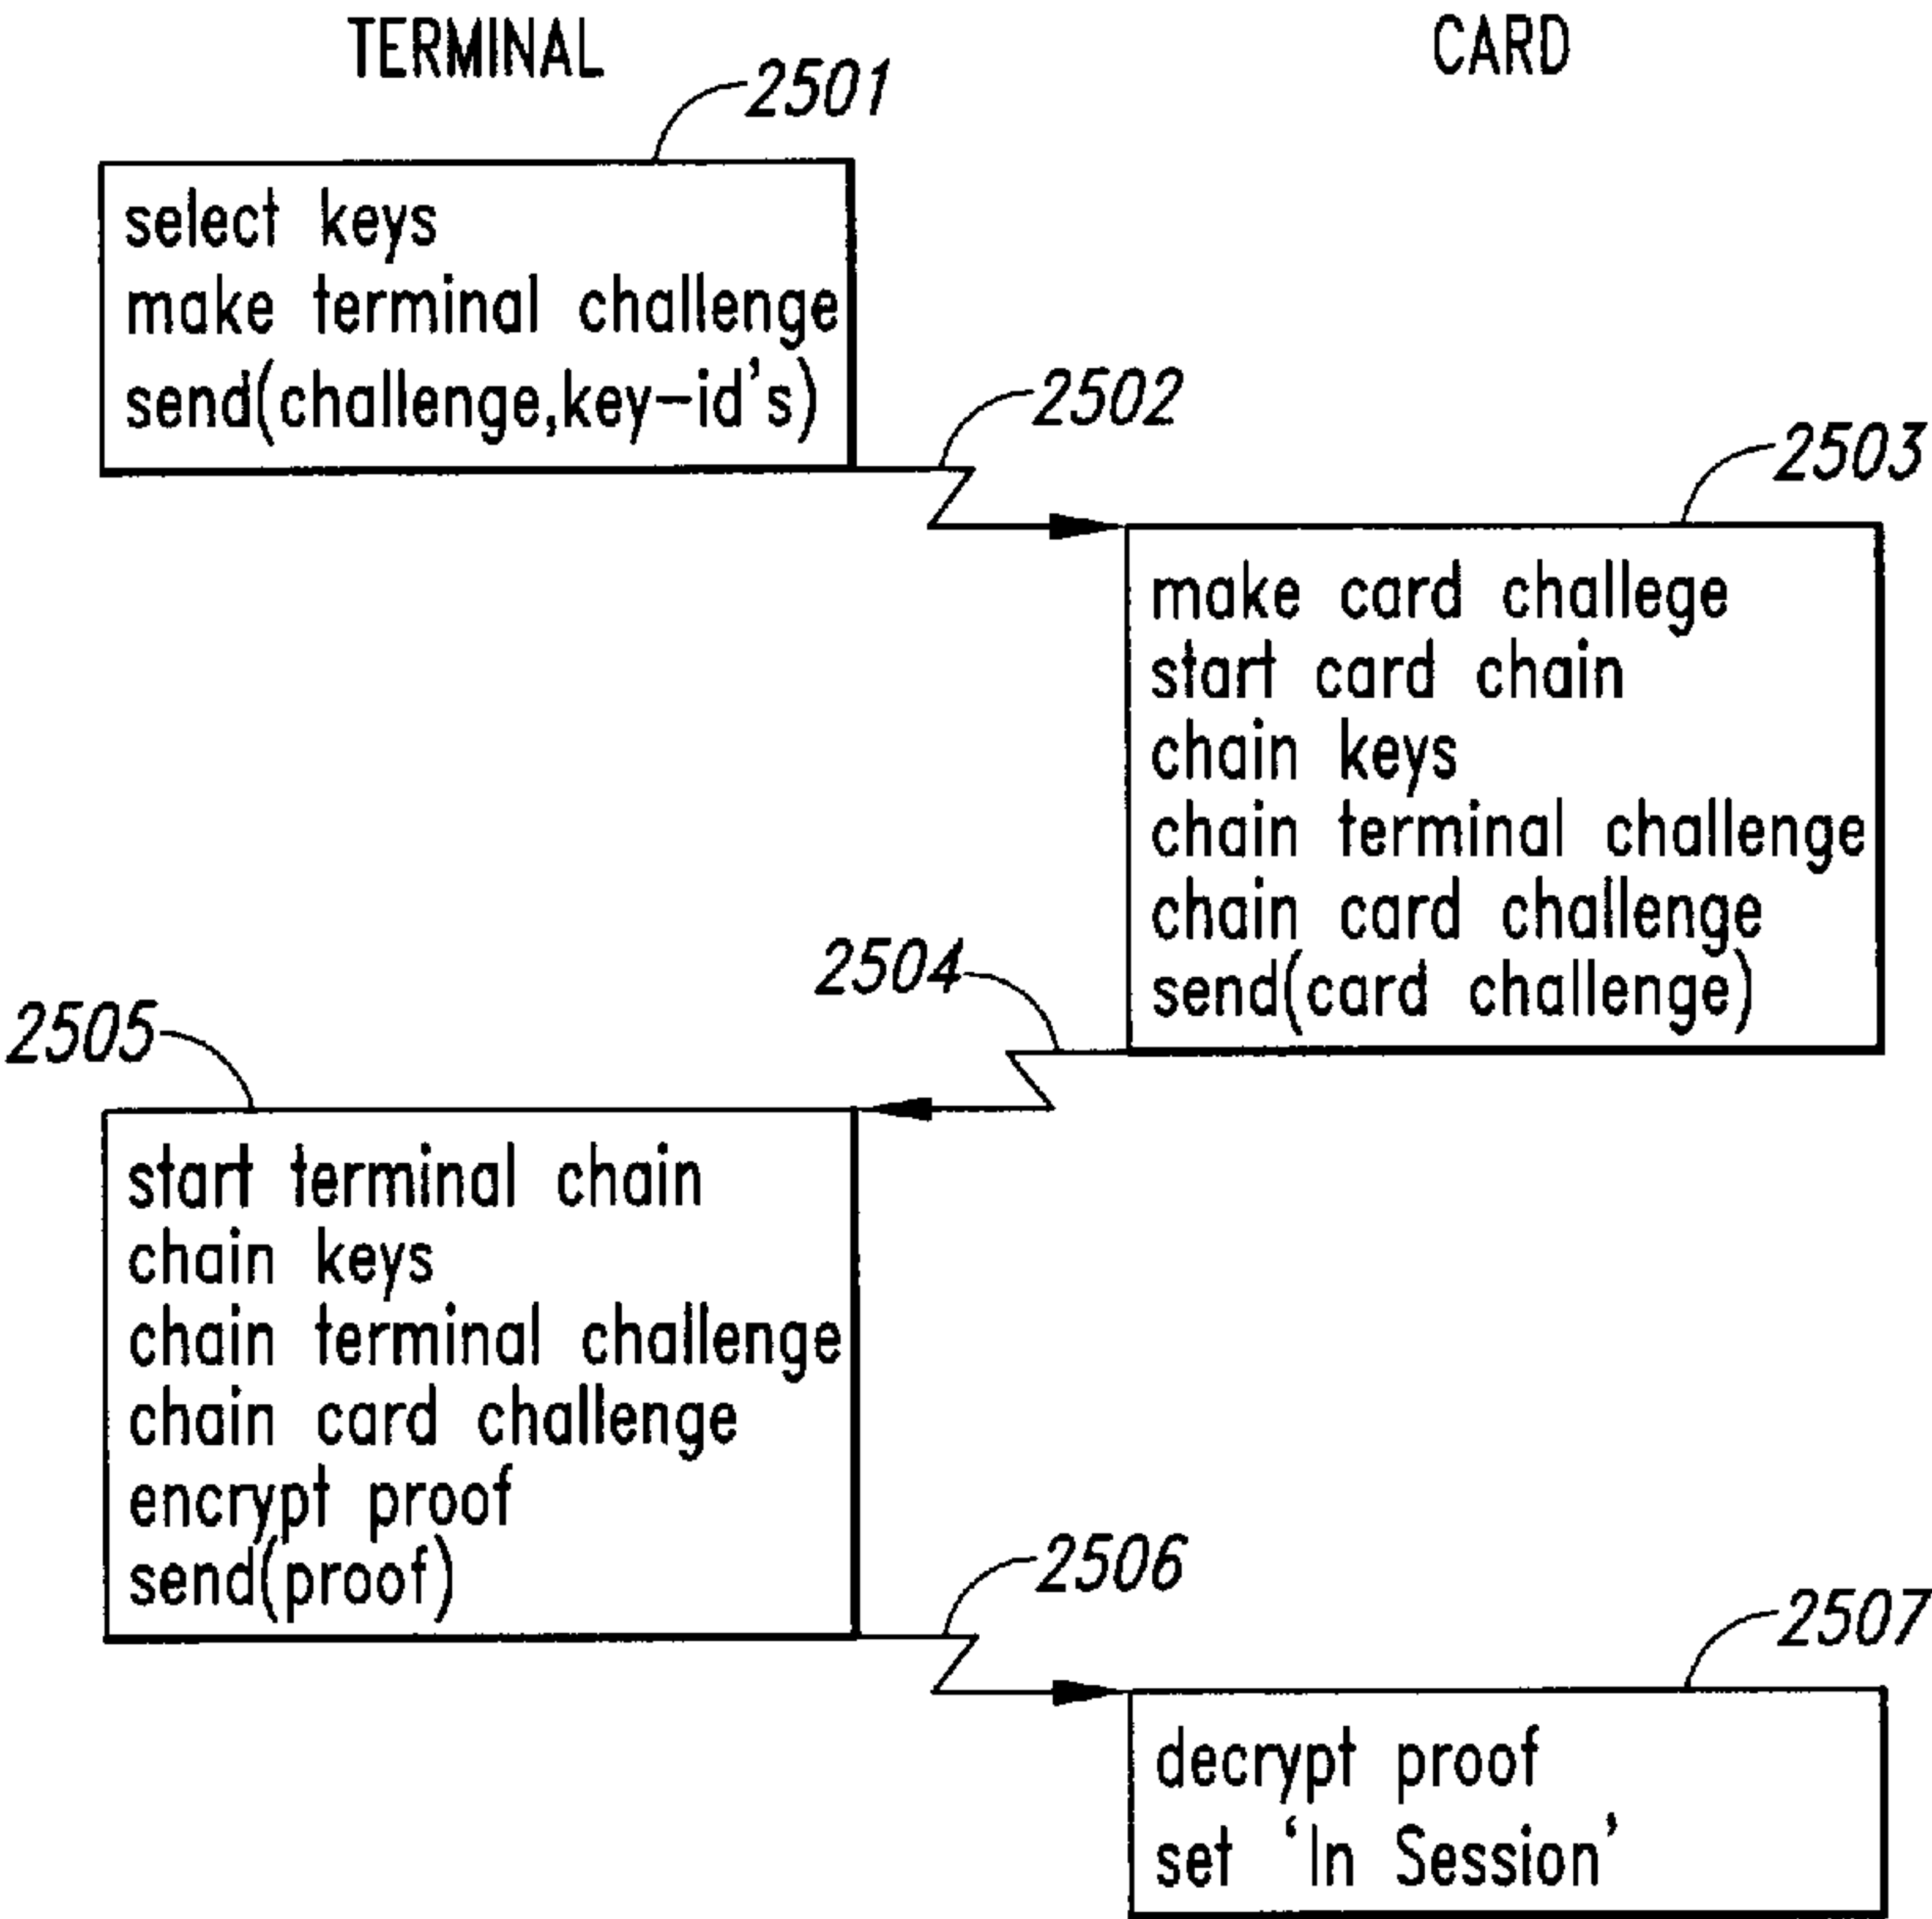 TERMINAL
CARD
2501
select keys
make terminal challenge
send(challenge,key-id's)
2502
2503
make card challege
start card chain
chain keys
chain terminal challenge
chain card challenge
send(card challenge)
2504
2505
start terminal chain
chain keys
chain terminal challenge
chain card challenge
encrypt proof
send(proof)
2506
2507
decrypt proof
set 'In Session'